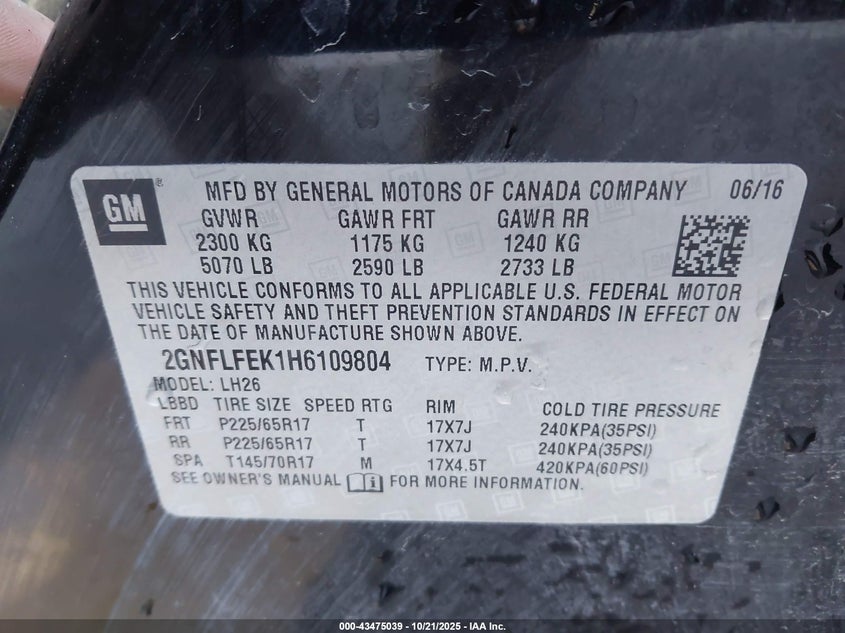 GM ® MFD BY GENERAL MOTORS OF CANADA COMPANY 06/16
GVWR GAWR FRT GAWR RR
2300 KG 1175 KG 1240 KG
5070 LB 2590 LB 2733 LB
THIS VEHICLE CONFORMS TO ALL APPLICABLE U.S. FEDERAL MOTOR
VEHICLE SAFETY AND THEFT PREVENTION STANDARDS IN EFFECT ON
THE DATE OF MANUFACTURE SHOWN ABOVE.
2GNFLFEK1H6109804 TYPE: M.P.V.
MODEL: LH26
LBBD TIRE SIZE SPEED RTG RIM COLD TIRE PRESSURE
FRT P225/65R17 T 17X7J 240KPA(35PSI)
RR P225/65R17 T 17X7J 240KPA(35PSI)
SPA T145/70R17 M 17X4.5T 420KPA(60PSI)
SEE OWNER'S MANUAL FOR MORE INFORMATION.
000-43475039 - 10/21/2025 - IAA Inc.